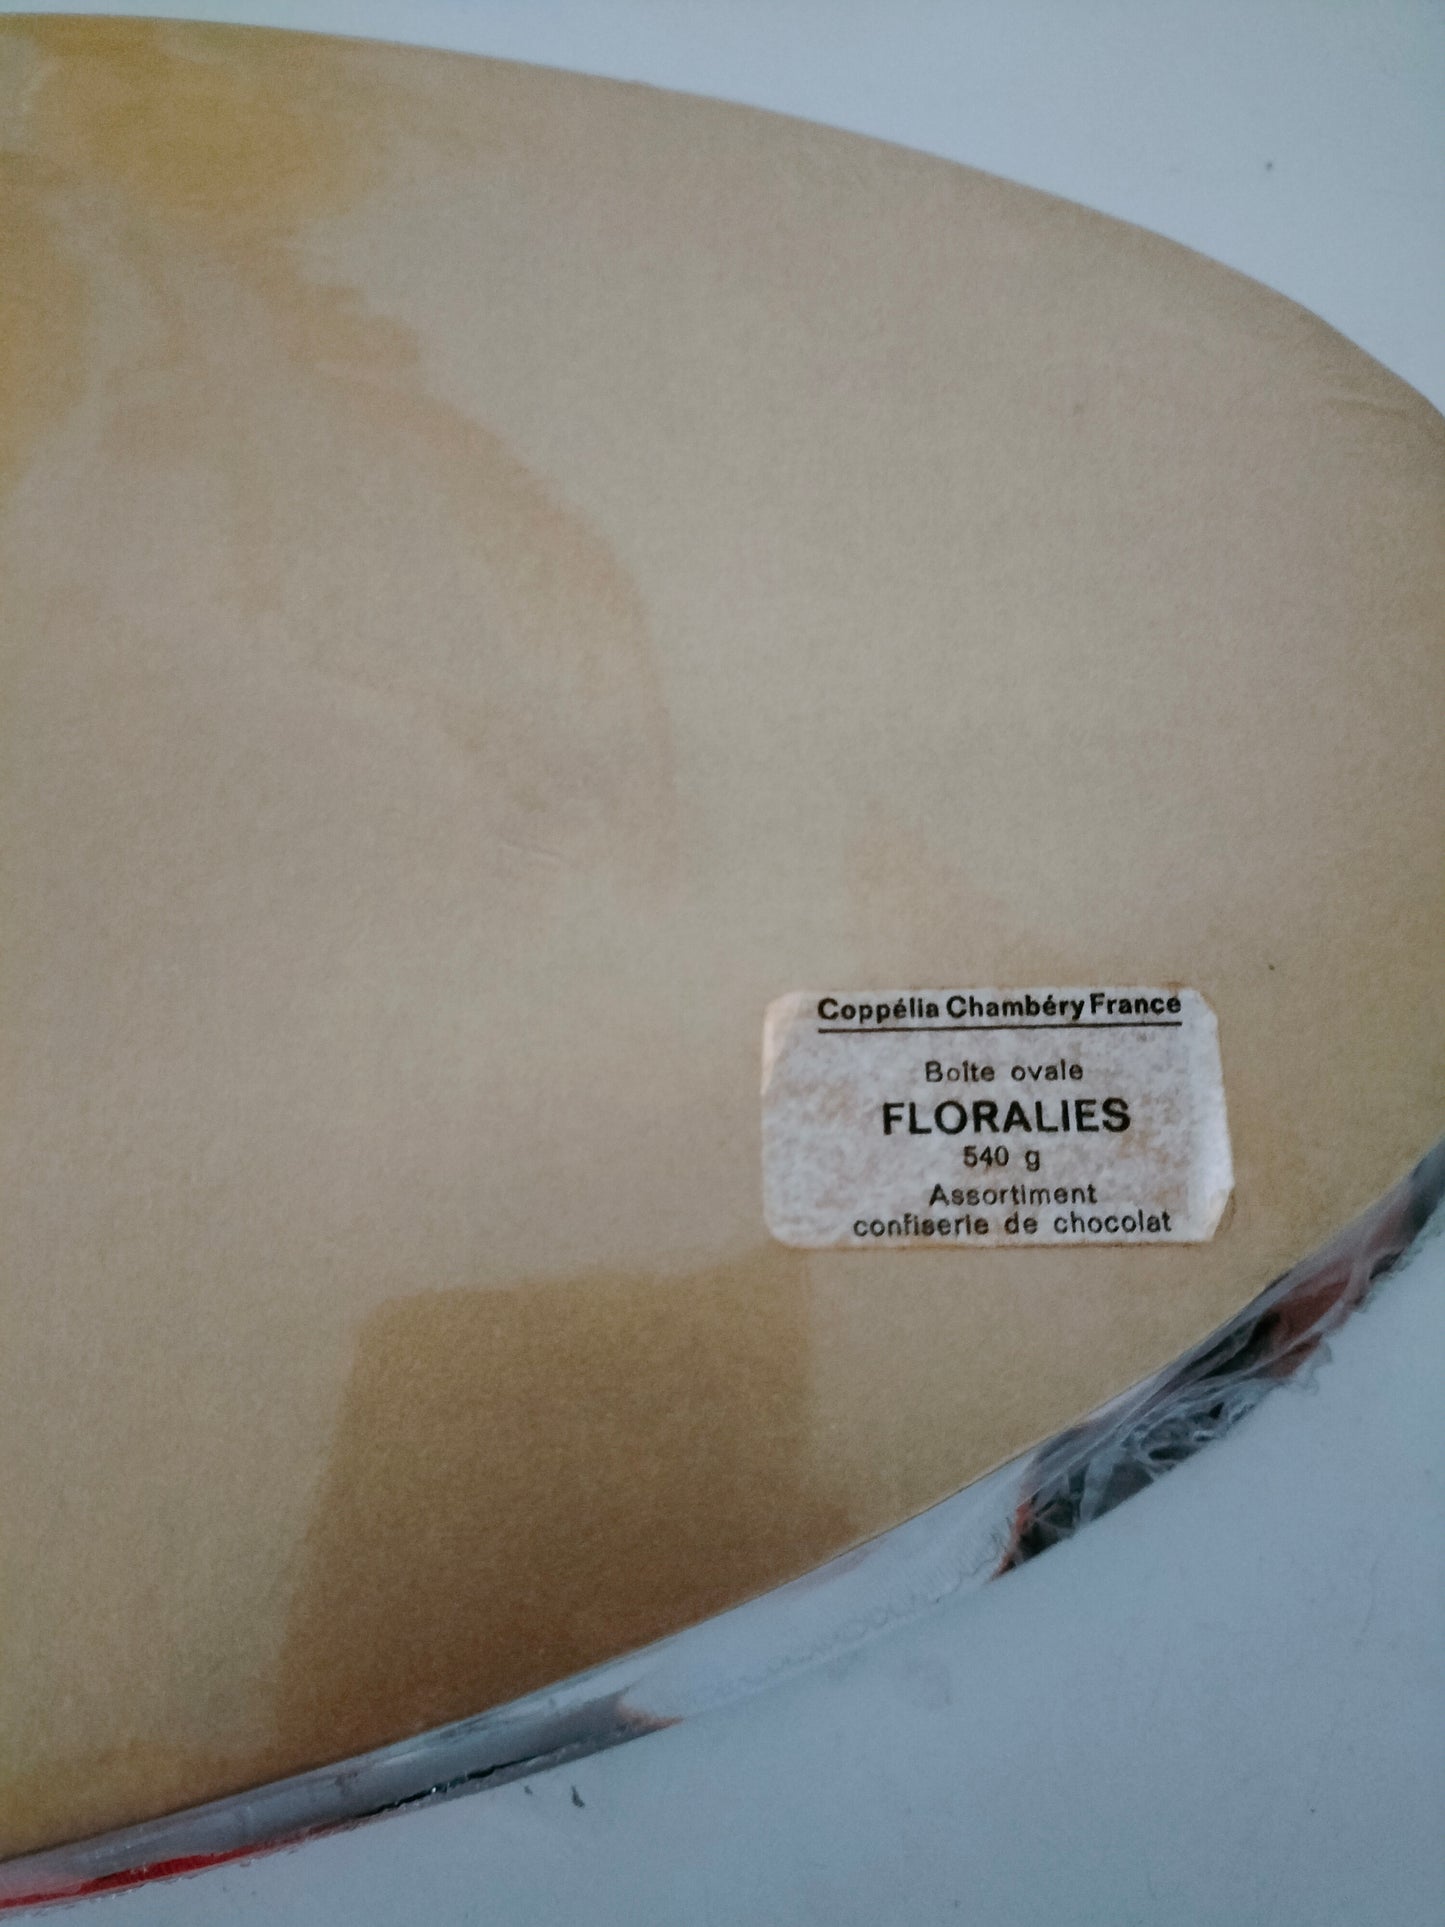 Coppélia Chambéry France
Boîte ovale
FLORALIES
540 g
Assortiment
confiserie de chocolat